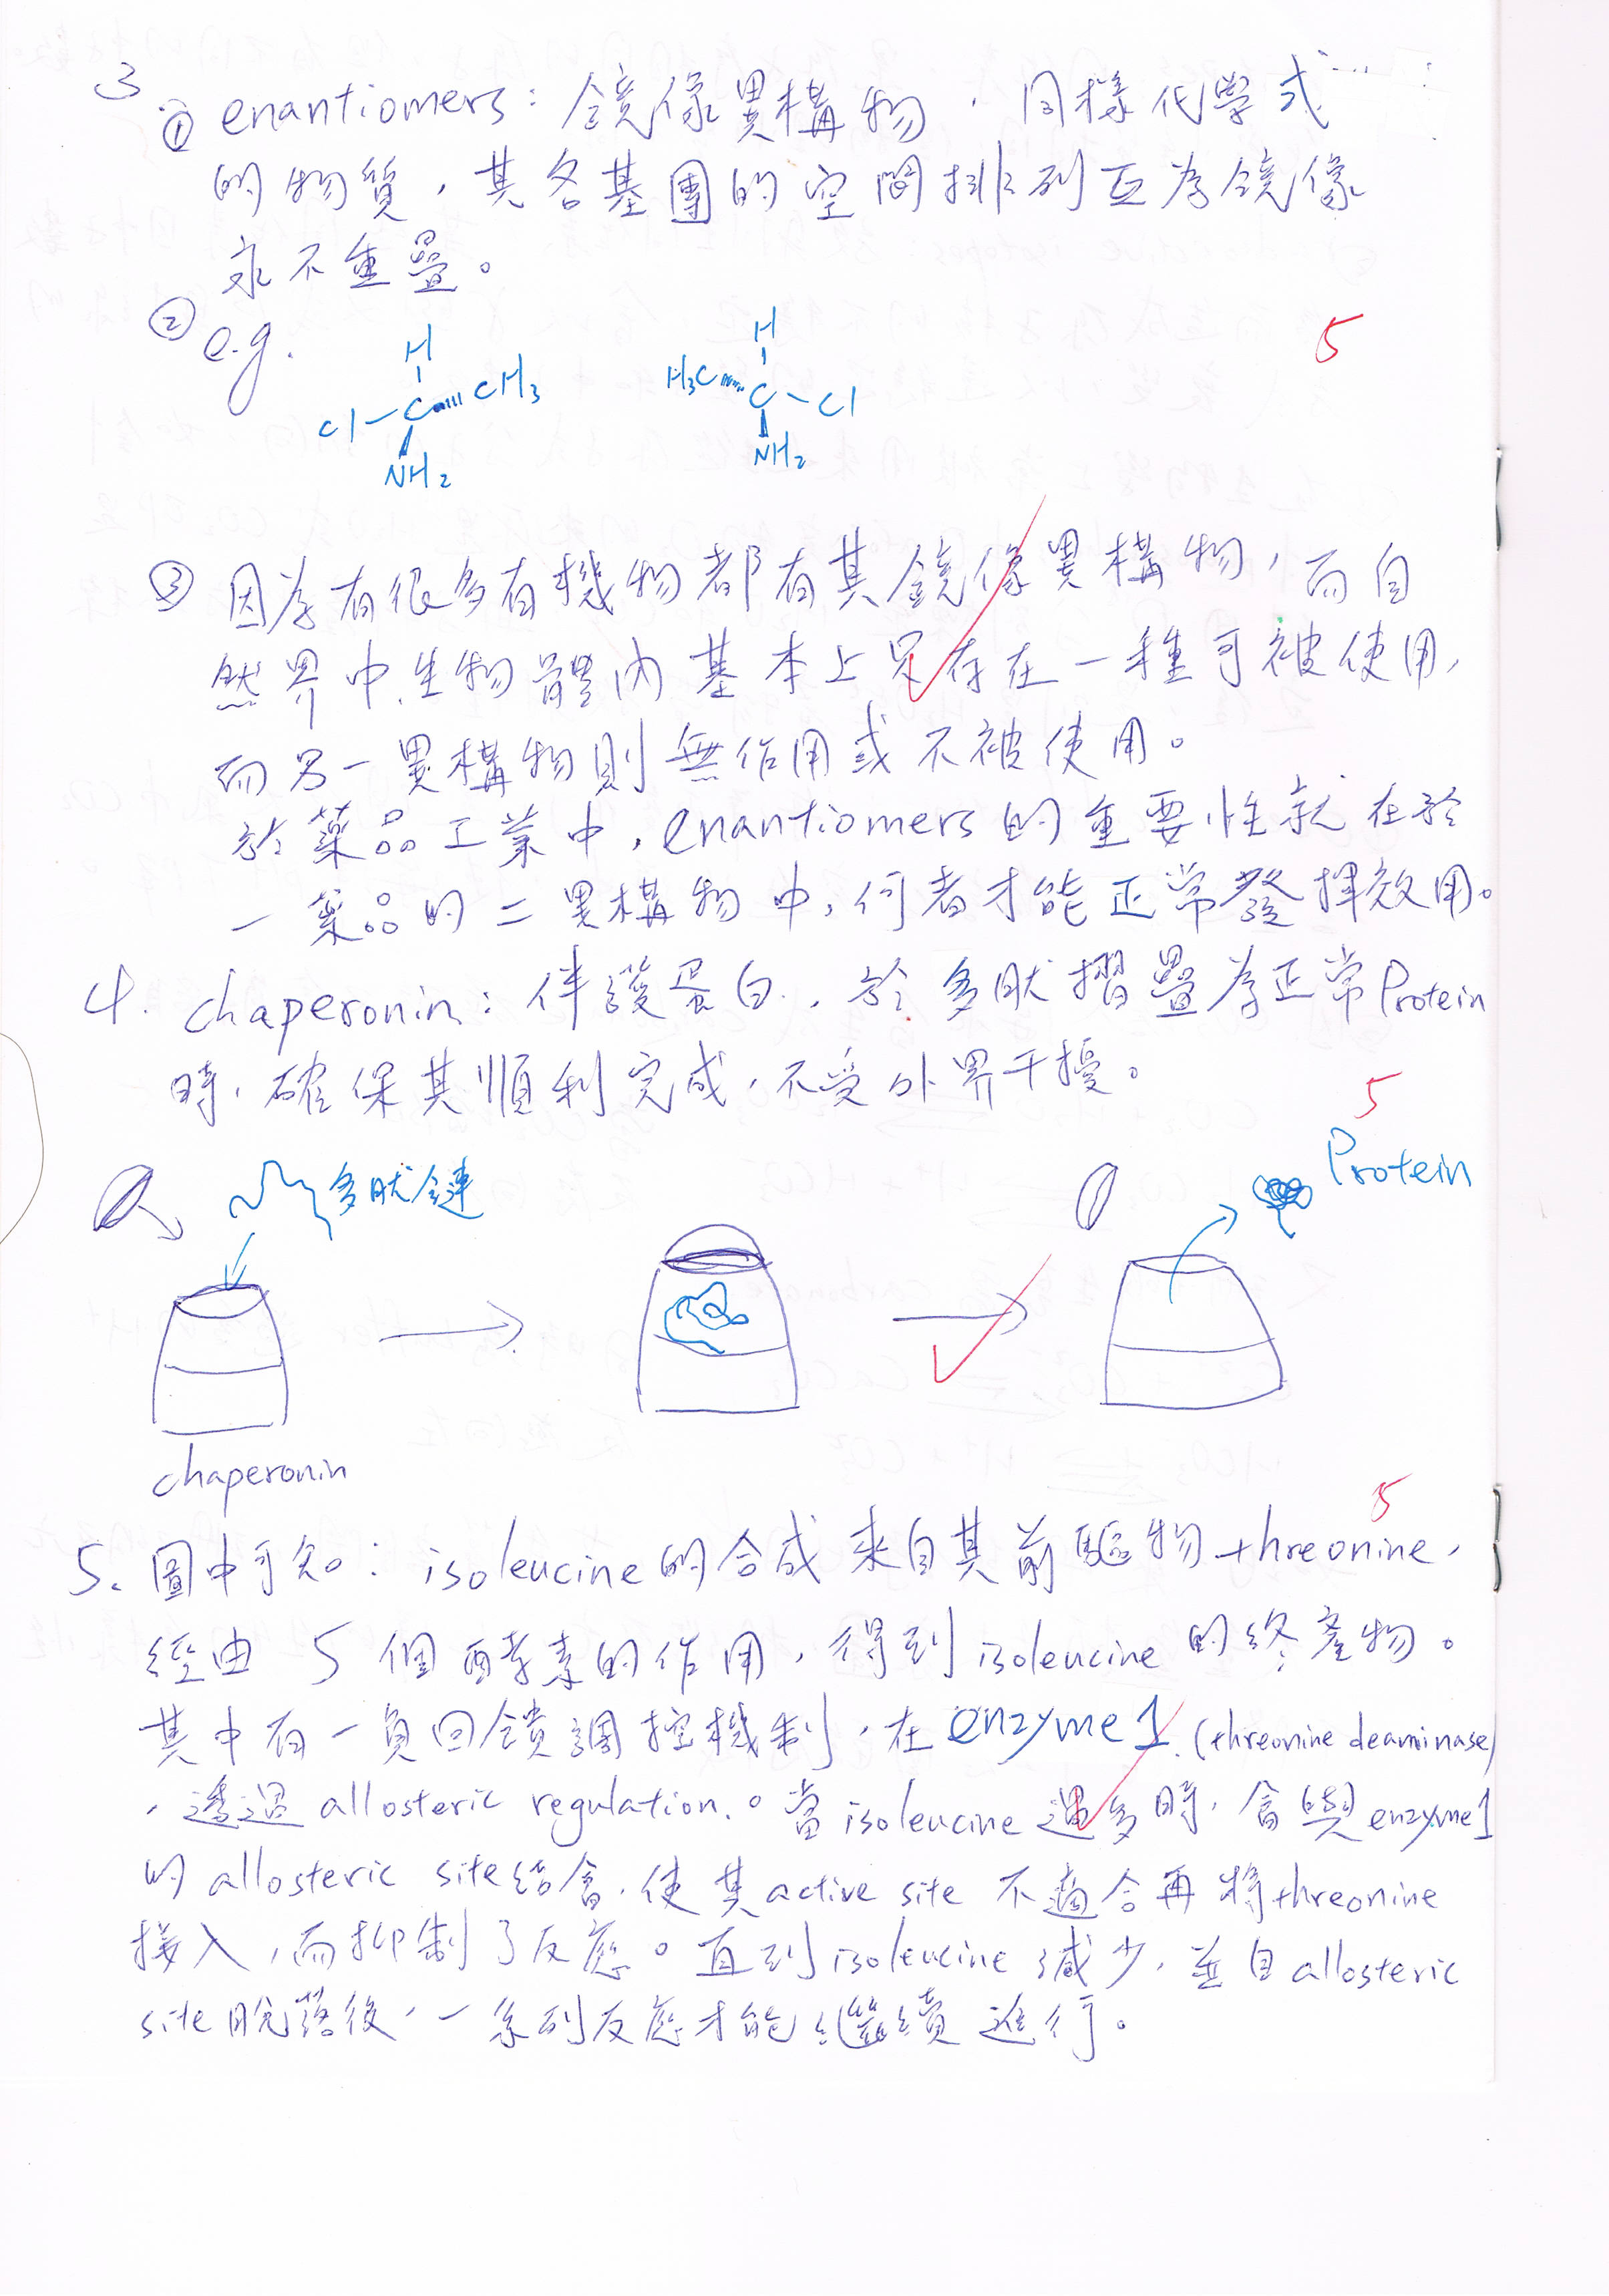 3
① enantiomers: 鏡像異構物，同樣化學式
的物質，其各基團的空間排列互為鏡像
永不重疊。
② e.g.
H
Cl C CH3
NH2
H
H3C C Cl
NH2
5
③ 因為有很多有機物都有其鏡像異構物，而自
然界中生物體內基本上只存在一種可被使用，
而另一異構物則無作用或不被使用。
於藥品工業中，enantiomers的重要性就在於
一藥品的二異構物中，何者才能正常發揮效用。
4. chaperonin: 伴護蛋白，於多肽摺疊為正常Protein
時，確保其順利完成，不受外界干擾。
5
多肽鏈
Protein
chaperonin
5
5. 圖中可知：isoleucine的合成來自其前驅物threonine，
經由5個酵素的作用，得到isoleucine的終產物。
其中有一負回饋調控機制，在enzyme1 (threonine deaminase)
，透過allosteric regulation.。當isoleucine過多時，會與enzyme1
的allosteric site結合，使其active site不適合再將threonine
接入，而抑制了反應。直到isoleucine減少，並自allosteric
site脫落後，一系列反應才能繼續進行。